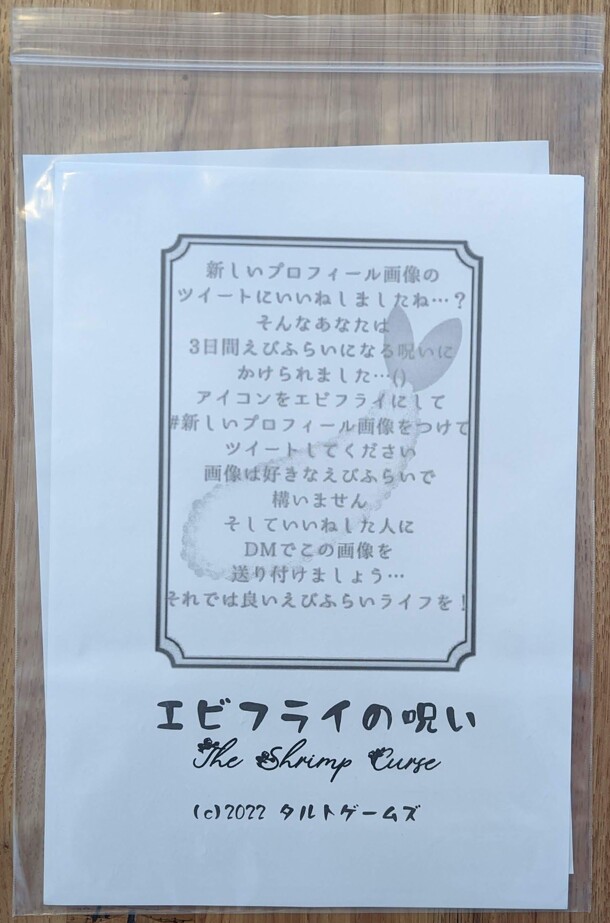 新しいプロフィール画像の
ツイートにいいねしましたね…？
そんなあなたは
3日間えびふらいになる呪いに
かけられました…()
アイコンをエビフライにして
#新しいプロフィール画像をつけて
ツイートしてください
画像は好きなえびふらいで
構いません
そしていいねした人に
DMでこの画像を
送り付けましょう…
それでは良いえびふらいライフを！
エビフライの呪い
The Shrimp Curse
(c)2022 タルトゲームズ